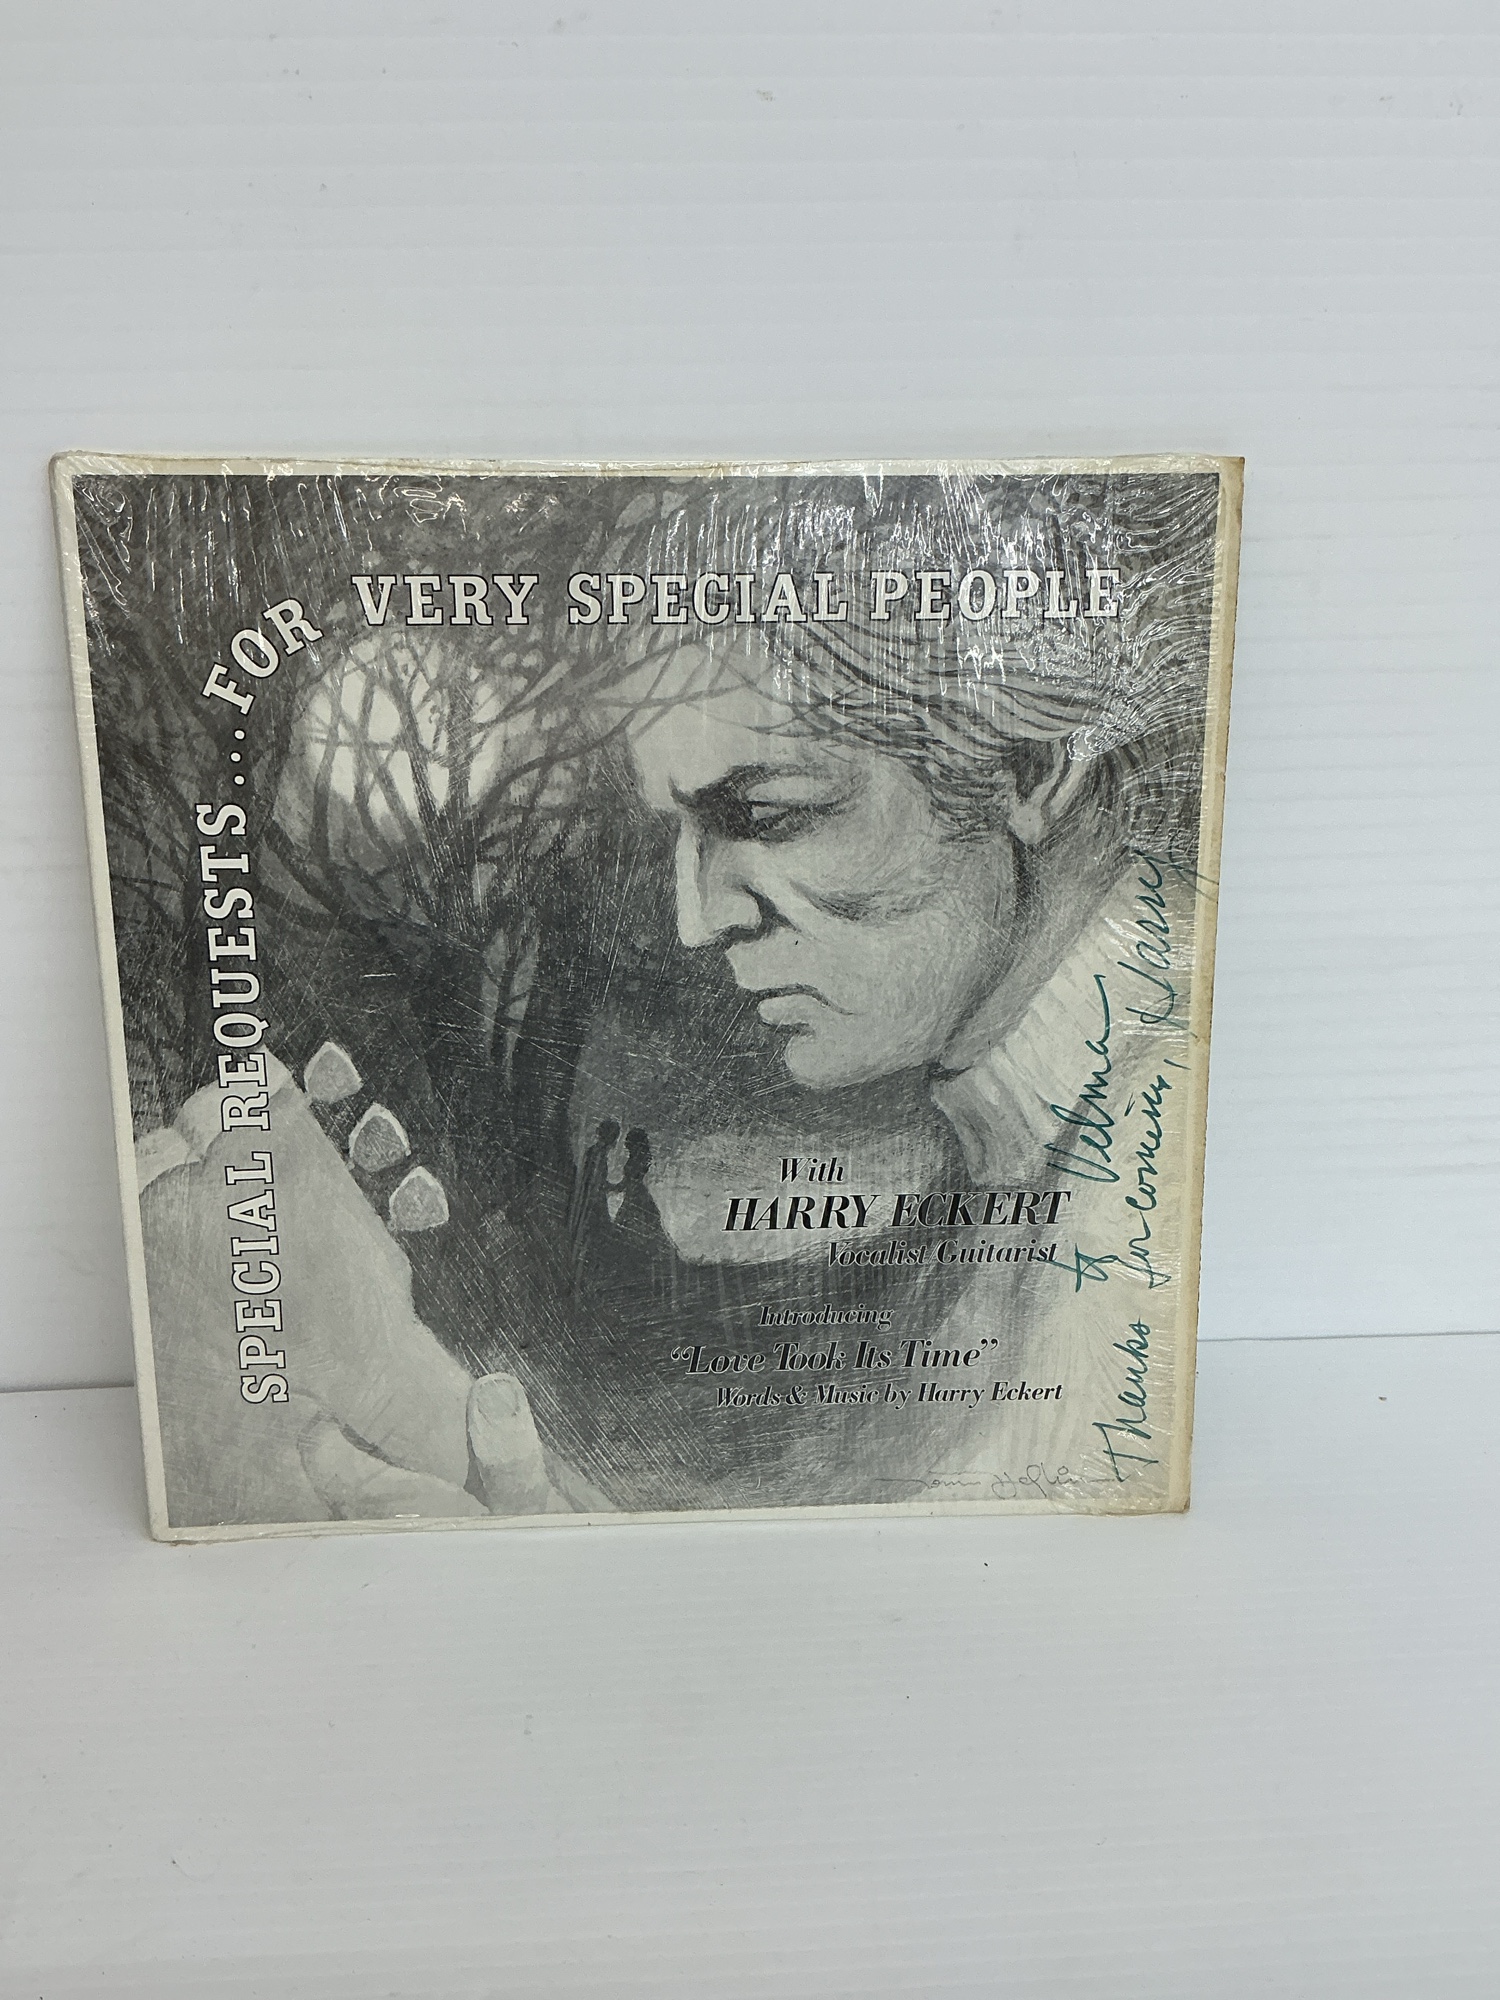 SPECIAL REQUESTS...FOR VERY SPECIAL PEOPLE
With
HARRY ECKERT
Vocalist/Guitarist
Introducing
“Love Took Its Time”
Words & Music by Harry Eckert
to Velma
Thanks for coming, Harry